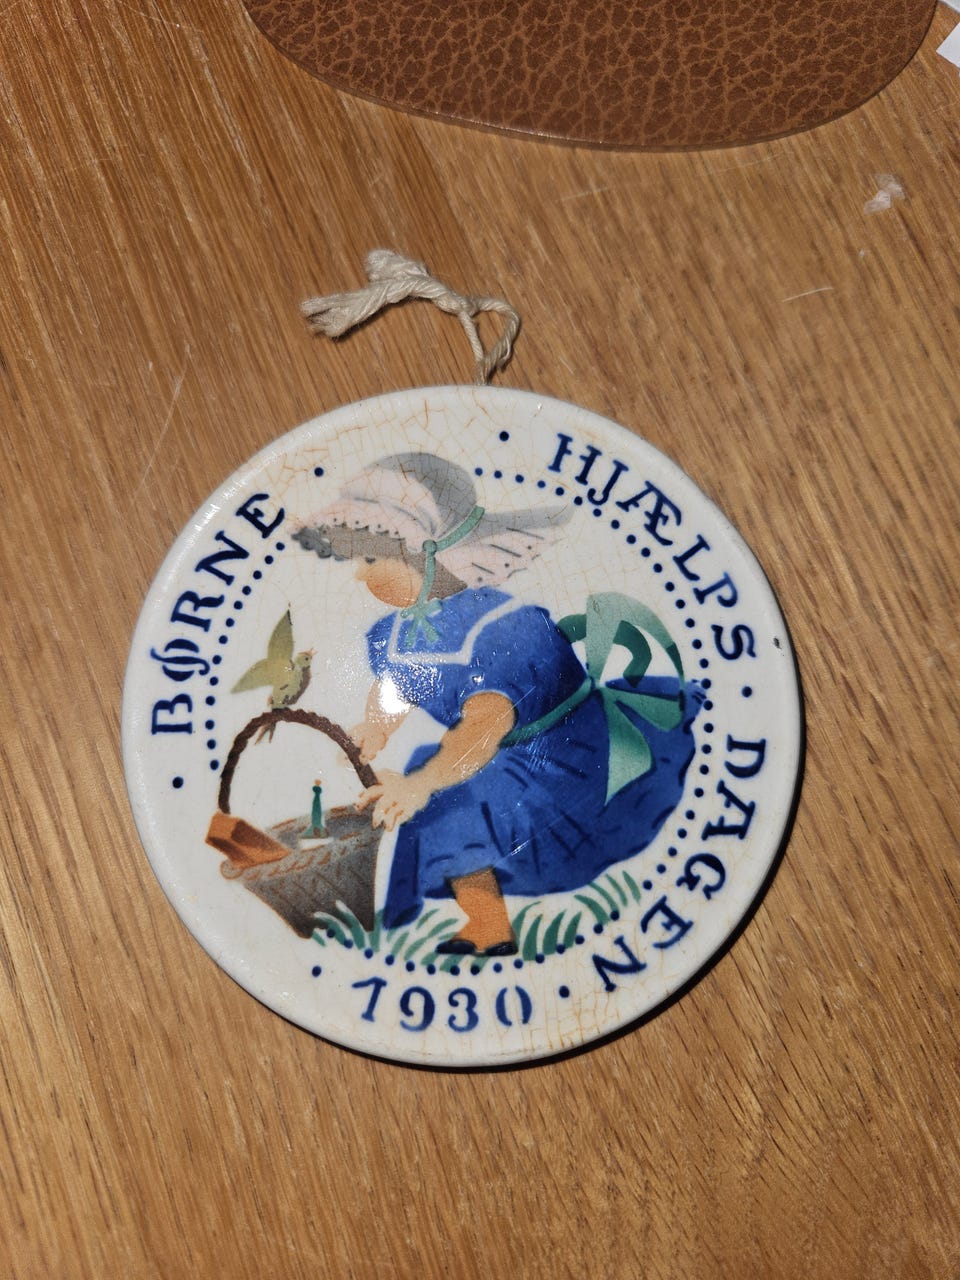 BØRNE
HJÆLPS · DAGEN
· 1930 ·